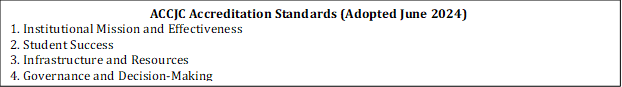 ACCJC Accreditation Standards (Adopted June 2024)
1. Institutional Mission and Effectiveness
2. Student Success
3. Infrastructure and Resources
4. Governance and Decision-Making